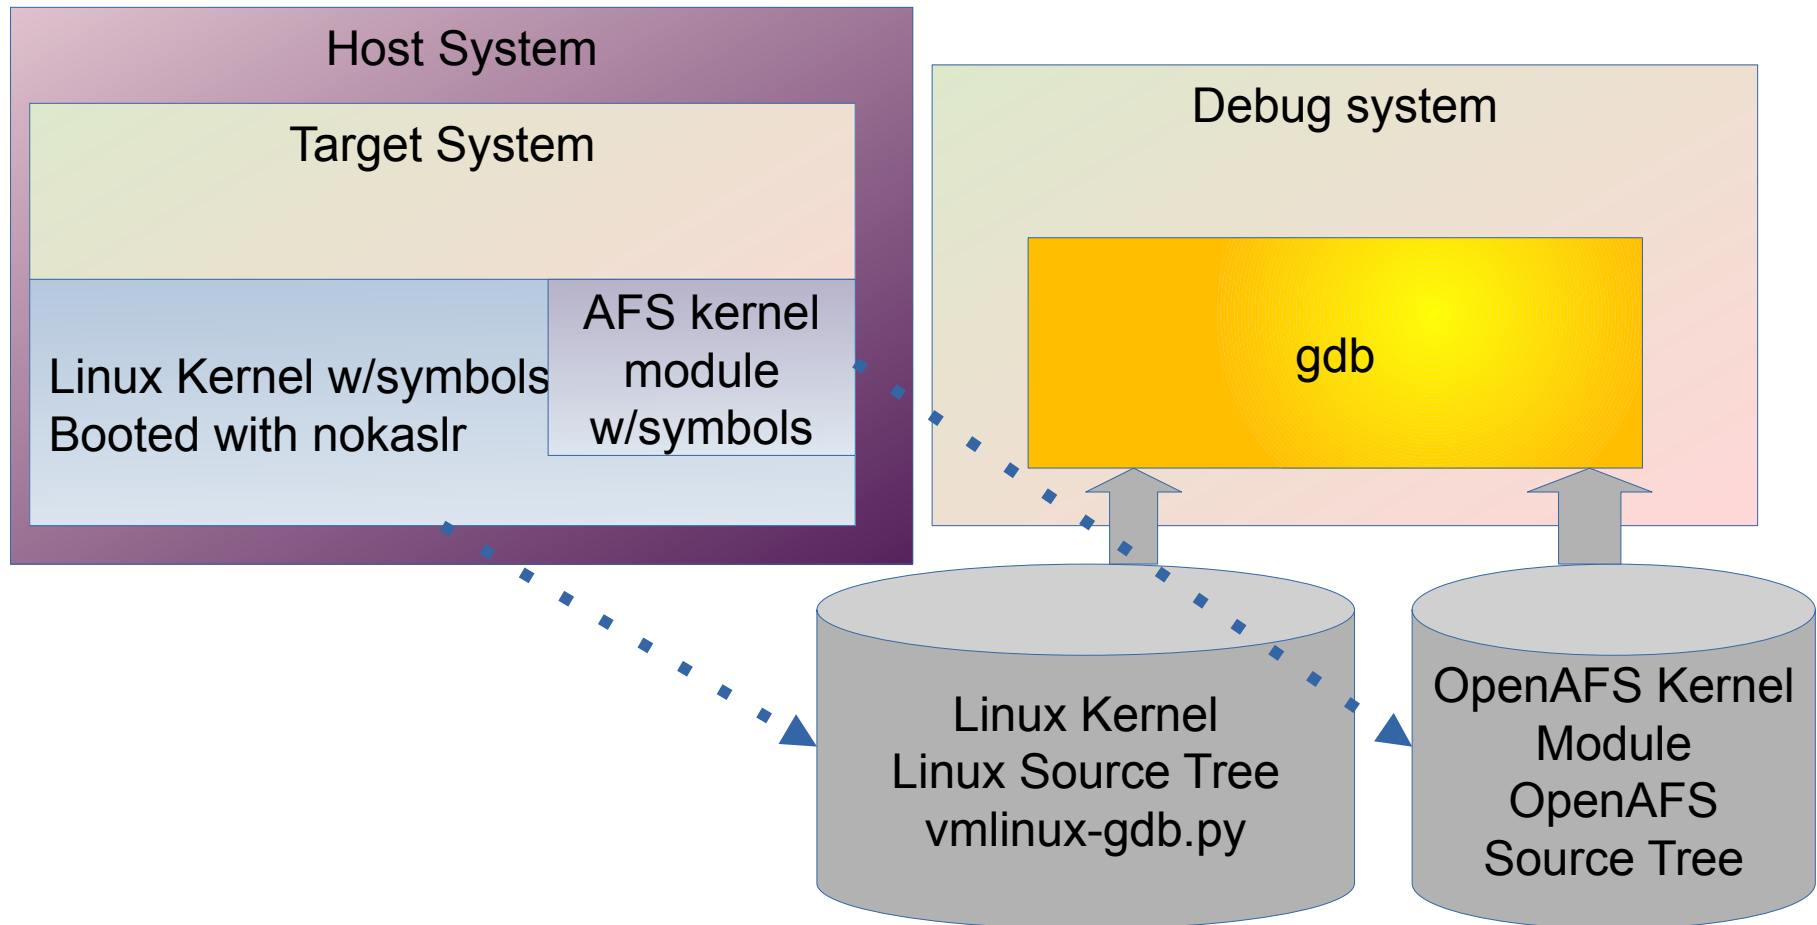 Host System
Target System
Linux Kernel w/symbols
Booted with nokaslr
AFS kernel
module
w/symbols
Debug system
gdb
Linux Kernel
Linux Source Tree
vmlinux-gdb.py
OpenAFS Kernel
Module
OpenAFS
Source Tree